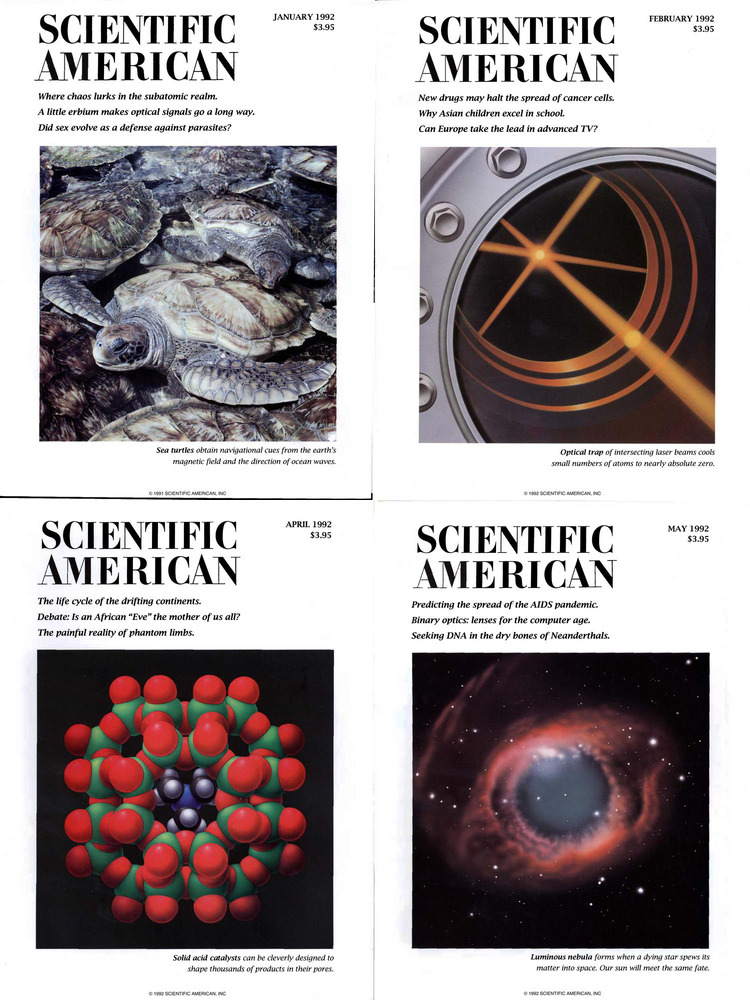 SCIENTIFIC
AMERICAN
JANUARY 1992
$3.95
Where chaos lurks in the subatomic realm.
A little erbium makes optical signals go a long way.
Did sex evolve as a defense against parasites?
Sea turtles obtain navigational cues from the earth's
magnetic field and the direction of ocean waves.
© 1991 SCIENTIFIC AMERICAN, INC
SCIENTIFIC
AMERICAN
FEBRUARY 1992
$3.95
New drugs may halt the spread of cancer cells.
Why Asian children excel in school.
Can Europe take the lead in advanced TV?
Optical trap of intersecting laser beams cools
small numbers of atoms to nearly absolute zero.
© 1992 SCIENTIFIC AMERICAN, INC
SCIENTIFIC
AMERICAN
APRIL 1992
$3.95
The life cycle of the drifting continents.
Debate: Is an African “Eve” the mother of us all?
The painful reality of phantom limbs.
Solid acid catalysts can be cleverly designed to
shape thousands of products in their pores.
© 1992 SCIENTIFIC AMERICAN, INC
SCIENTIFIC
AMERICAN
MAY 1992
$3.95
Predicting the spread of the AIDS pandemic.
Binary optics: lenses for the computer age.
Seeking DNA in the dry bones of Neanderthals.
Luminous nebula forms when a dying star spews its
matter into space. Our sun will meet the same fate.
© 1992 SCIENTIFIC AMERICAN, INC